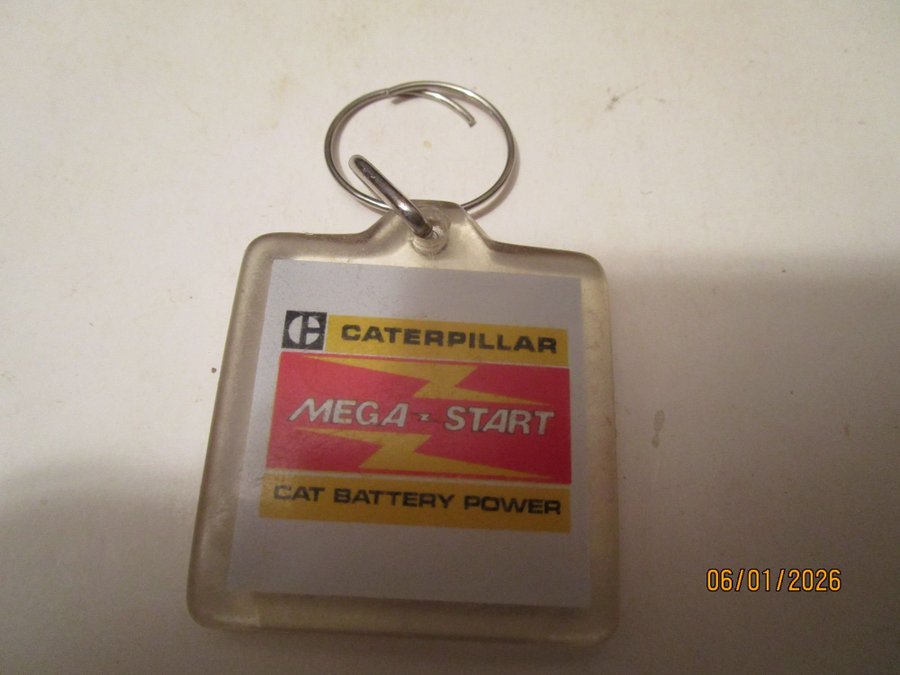 CATERPILLAR
MEGA-START
CAT BATTERY POWER
06/01/2026